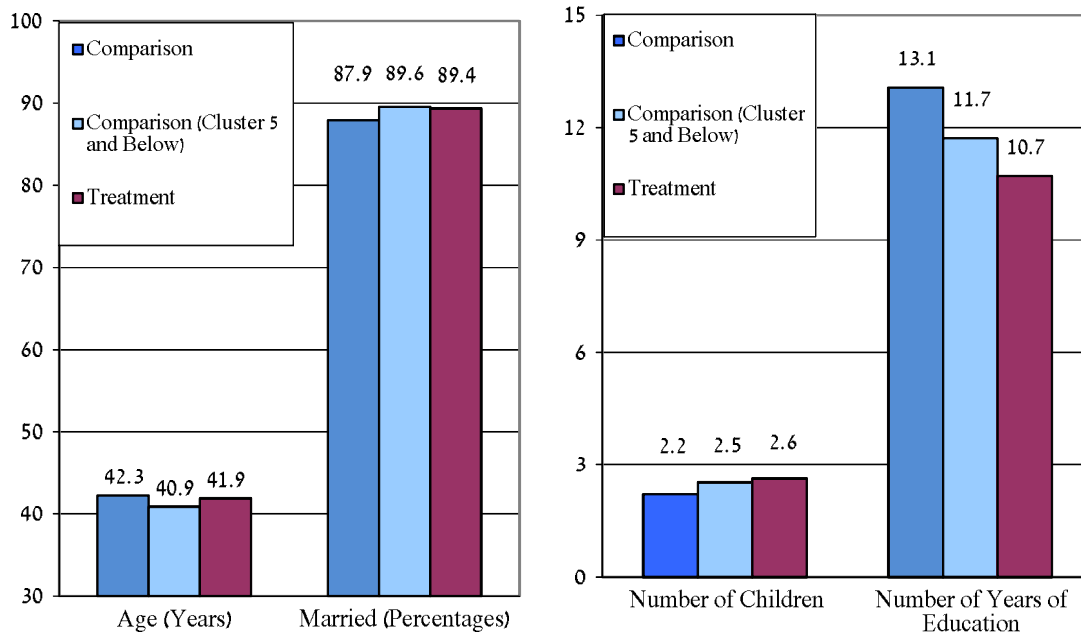 100
90
80
70
60
50
40
30
Comparison
Comparison (Cluster 5
and Below)
Treatment
42.3
40.9
41.9
87.9
89.6
89.4
Age (Years)
Married (Percentages)
15
12
9
6
3
0
Comparison
Comparison (Cluster
5 and Below)
Treatment
2.2
2.5
2.6
13.1
11.7
10.7
Number of Children
Number of Years of
Education